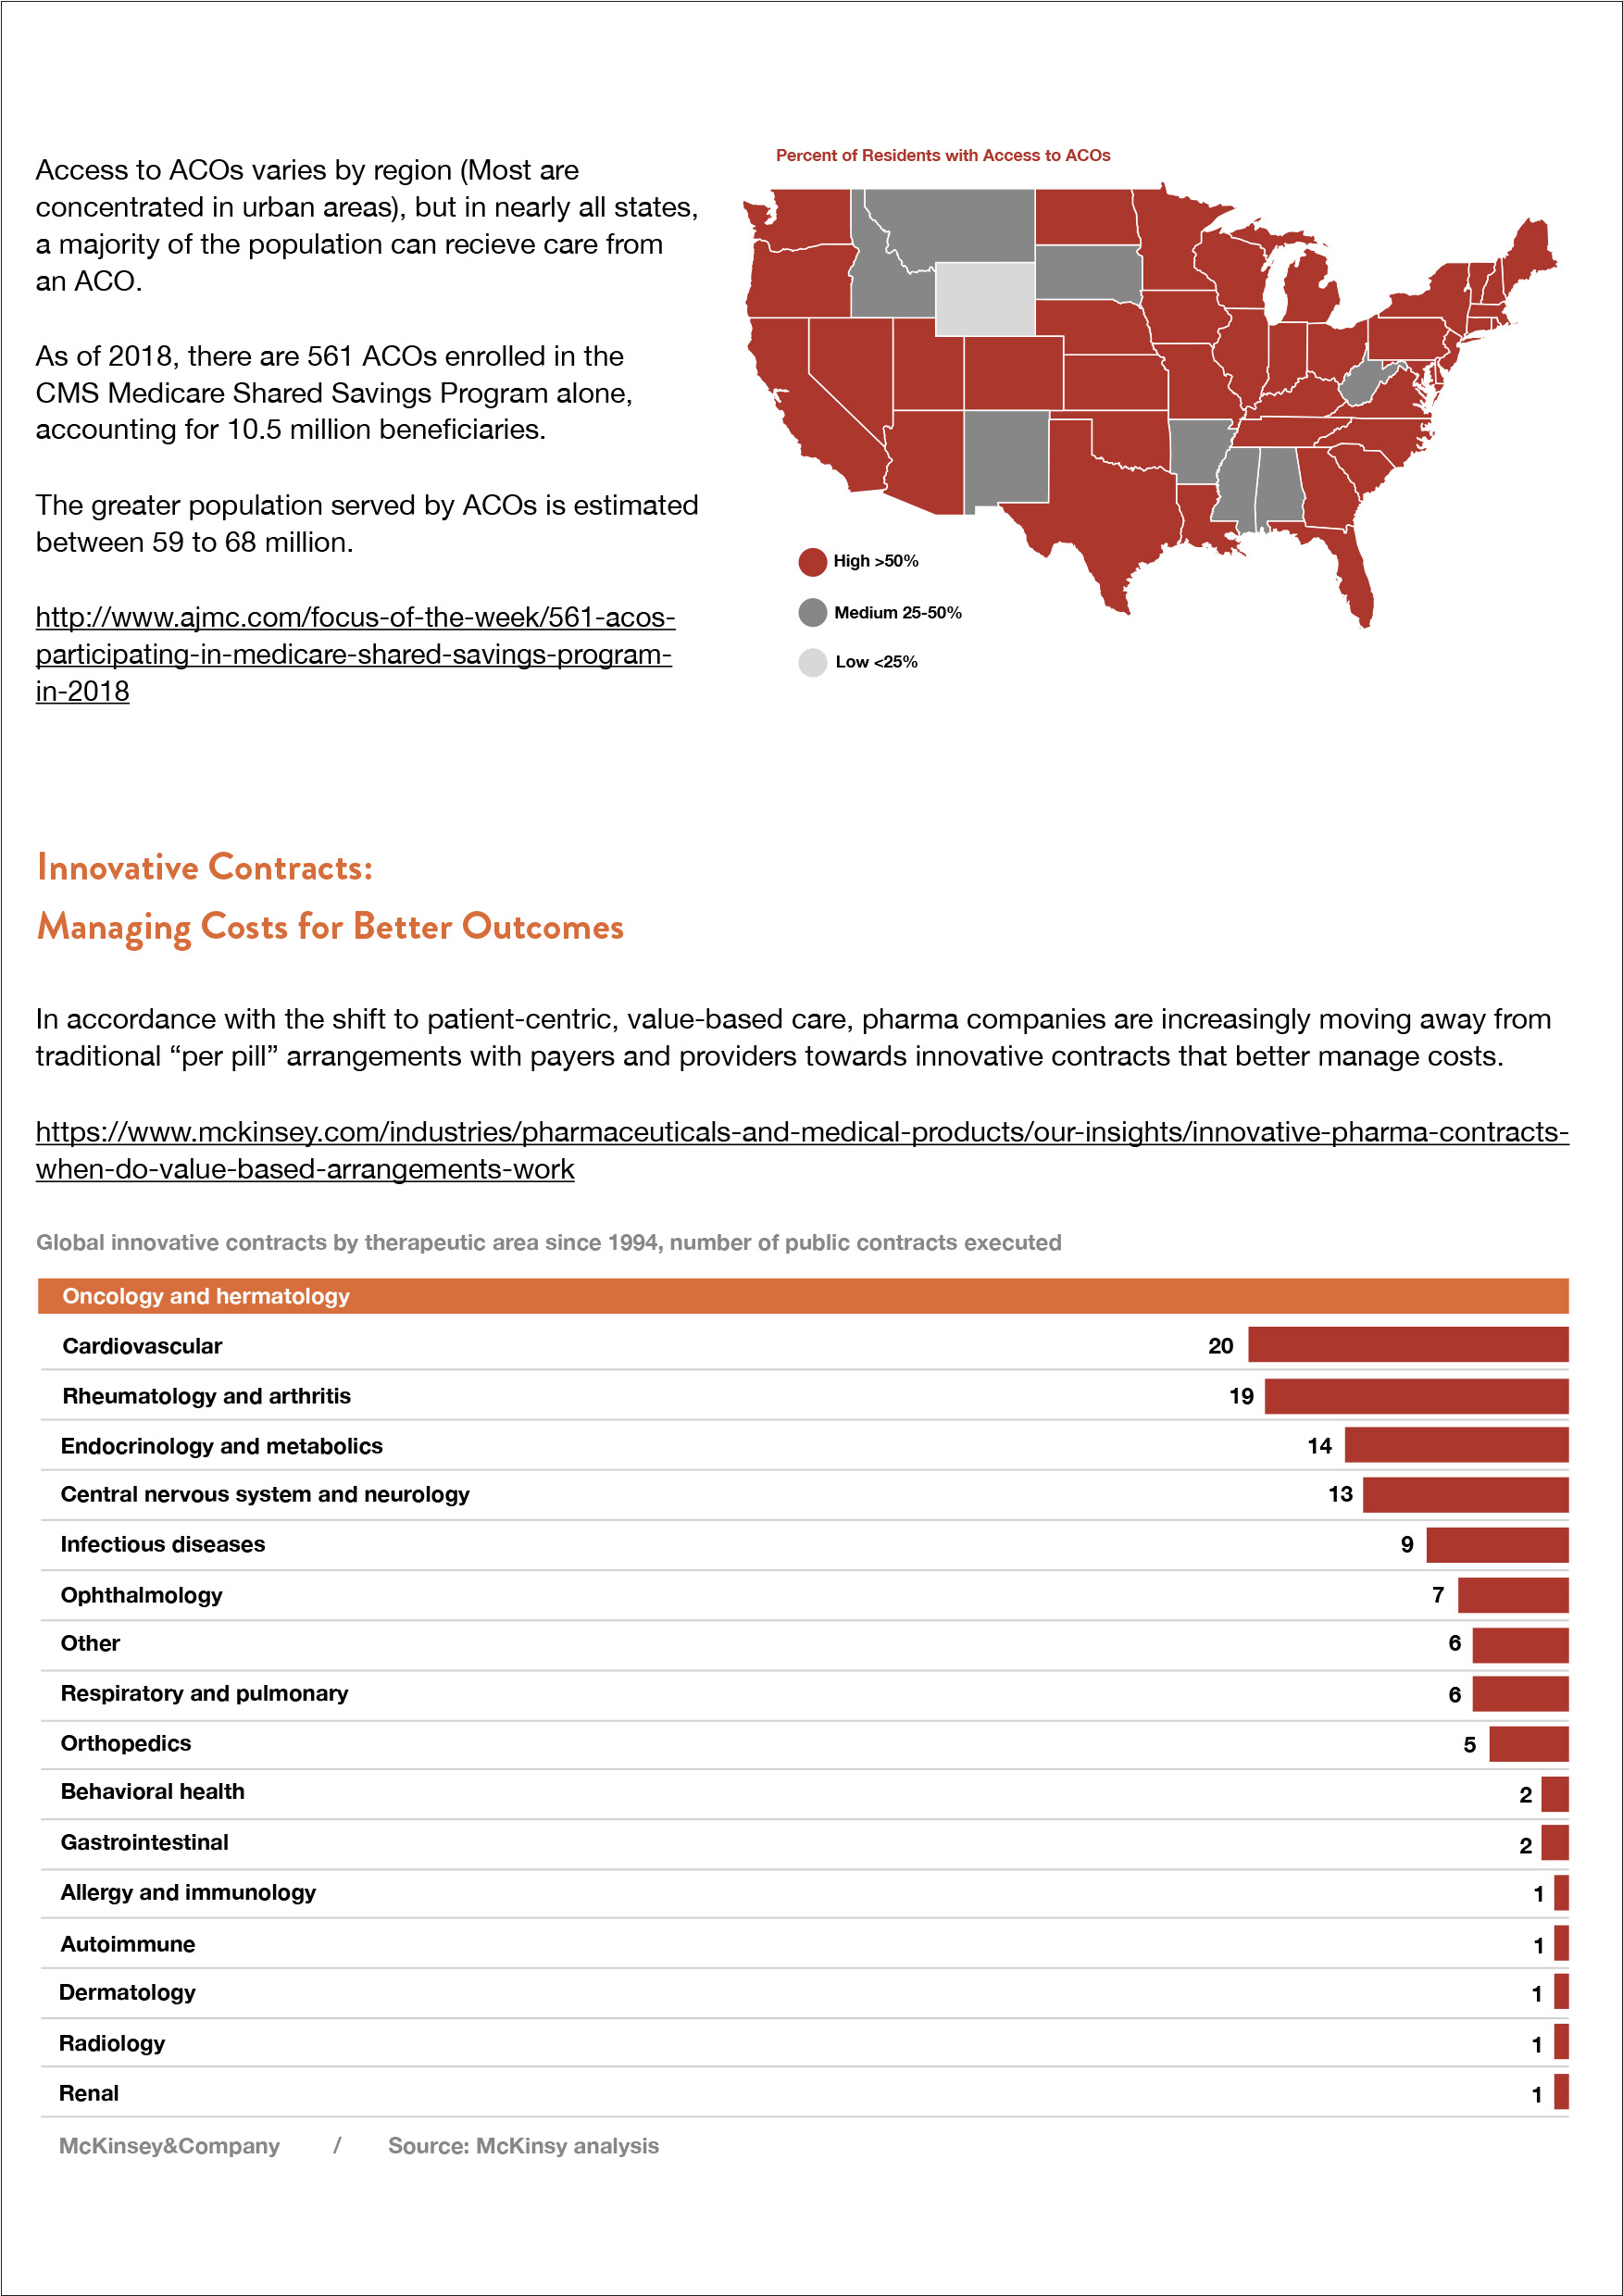 Access to ACOs varies by region (Most are
concentrated in urban areas), but in nearly all states,
a majority of the population can recieve care from
an ACO.
As of 2018, there are 561 ACOs enrolled in the
CMS Medicare Shared Savings Program alone,
accounting for 10.5 million beneficiaries.
The greater population served by ACOs is estimated
between 59 to 68 million.
http://www.ajmc.com/focus-of-the-week/561-acos-
participating-in-medicare-shared-savings-program-
in-2018
Percent of Residents with Access to ACOs
High >50%
Medium 25-50%
Low <25%
Innovative Contracts:
Managing Costs for Better Outcomes
In accordance with the shift to patient-centric, value-based care, pharma companies are increasingly moving away from
traditional “per pill” arrangements with payers and providers towards innovative contracts that better manage costs.
https://www.mckinsey.com/industries/pharmaceuticals-and-medical-products/our-insights/innovative-pharma-contracts-
when-do-value-based-arrangements-work
Global innovative contracts by therapeutic area since 1994, number of public contracts executed
Oncology and hermatology
Cardiovascular 20
Rheumatology and arthritis 19
Endocrinology and metabolics 14
Central nervous system and neurology 13
Infectious diseases 9
Ophthalmology 7
Other 6
Respiratory and pulmonary 6
Orthopedics 5
Behavioral health 2
Gastrointestinal 2
Allergy and immunology 1
Autoimmune 1
Dermatology 1
Radiology 1
Renal 1
McKinsey&Company / Source: McKinsy analysis